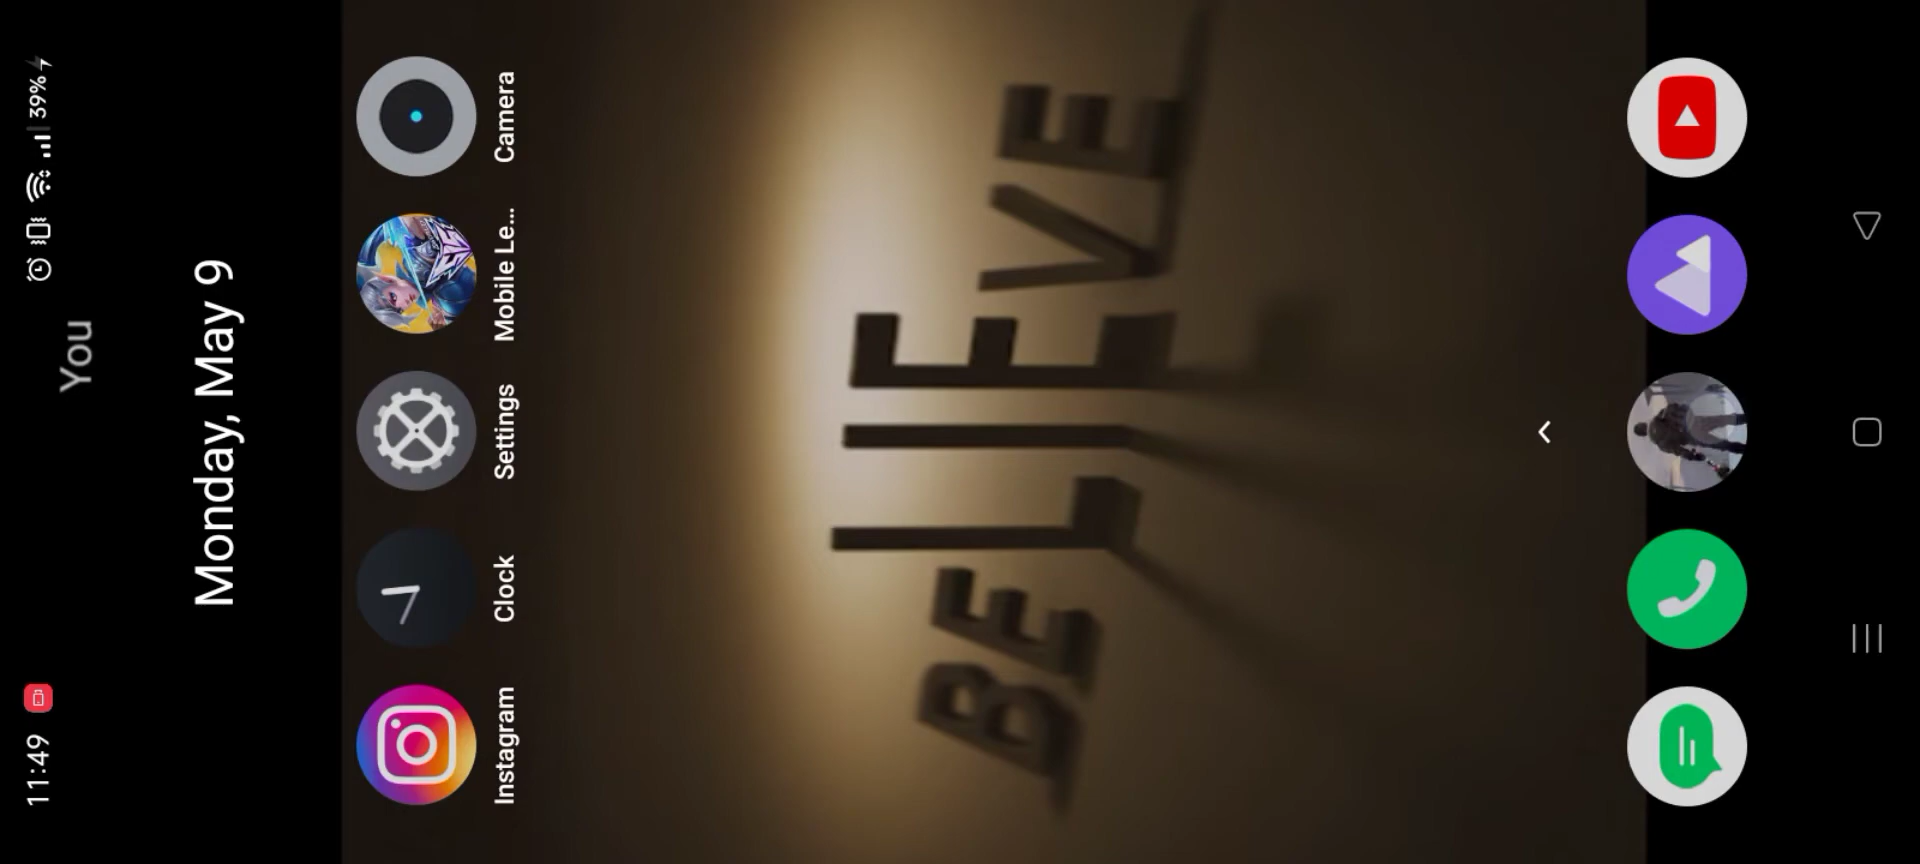 11:49 39%
You
Monday, May 9
Instagram Clock Settings Mobile Le... Camera
BELIEVE